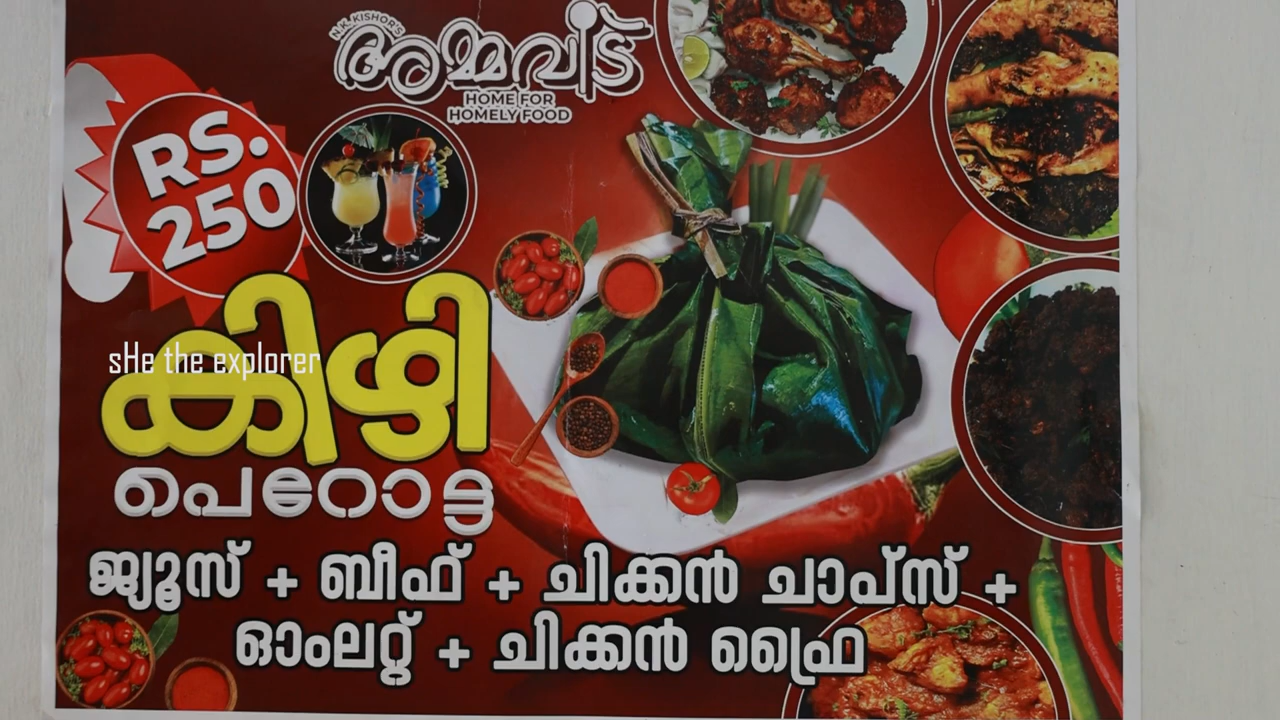 N.K. KISHOR'S
അമ്മവീട്
HOME FOR
HOMELY FOOD
RS.
250
കിഴി
sHe the explorer
പെറോട്ട
ജ്യൂസ് + ബീഫ് + ചിക്കൻ ചാപ്സ് +
ഓംലറ്റ് + ചിക്കൻ ഫ്രൈ